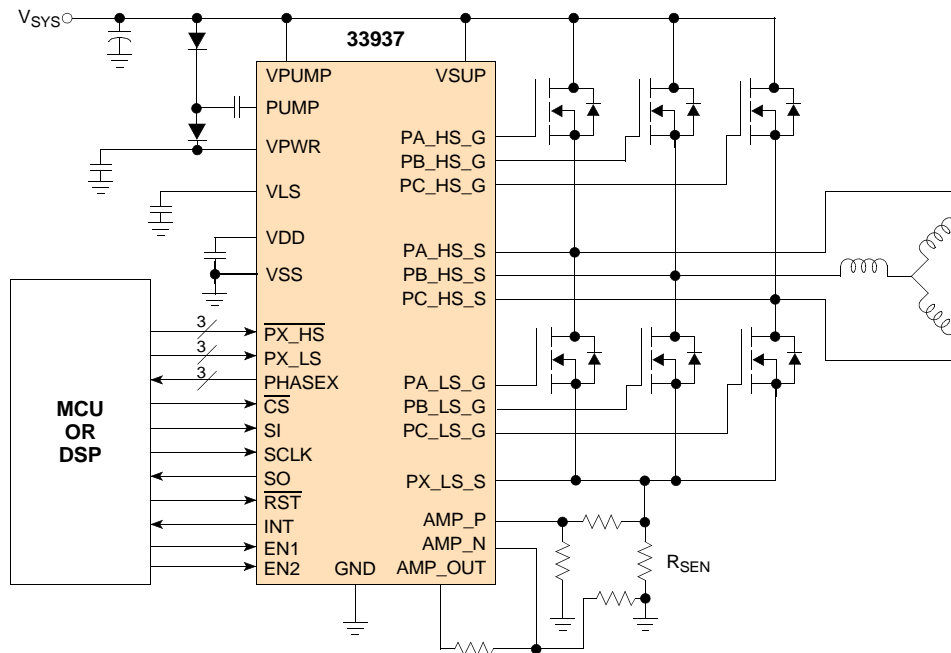 VSYS
33937
VPUMP
VSUP
PUMP
VPWR
VLS
VDD
VSS
PA_HS_G
PB_HS_G
PC_HS_G
PA_HS_S
PB_HS_S
PC_HS_S
MCU
OR
DSP
3
3
3
PX_HS
PX_LS
PHASEX
CS
SI
SCLK
SO
RST
INT
EN1
EN2
GND
PA_LS_G
PB_LS_G
PC_LS_G
PX_LS_S
AMP_P
AMP_N
AMP_OUT
RSEN